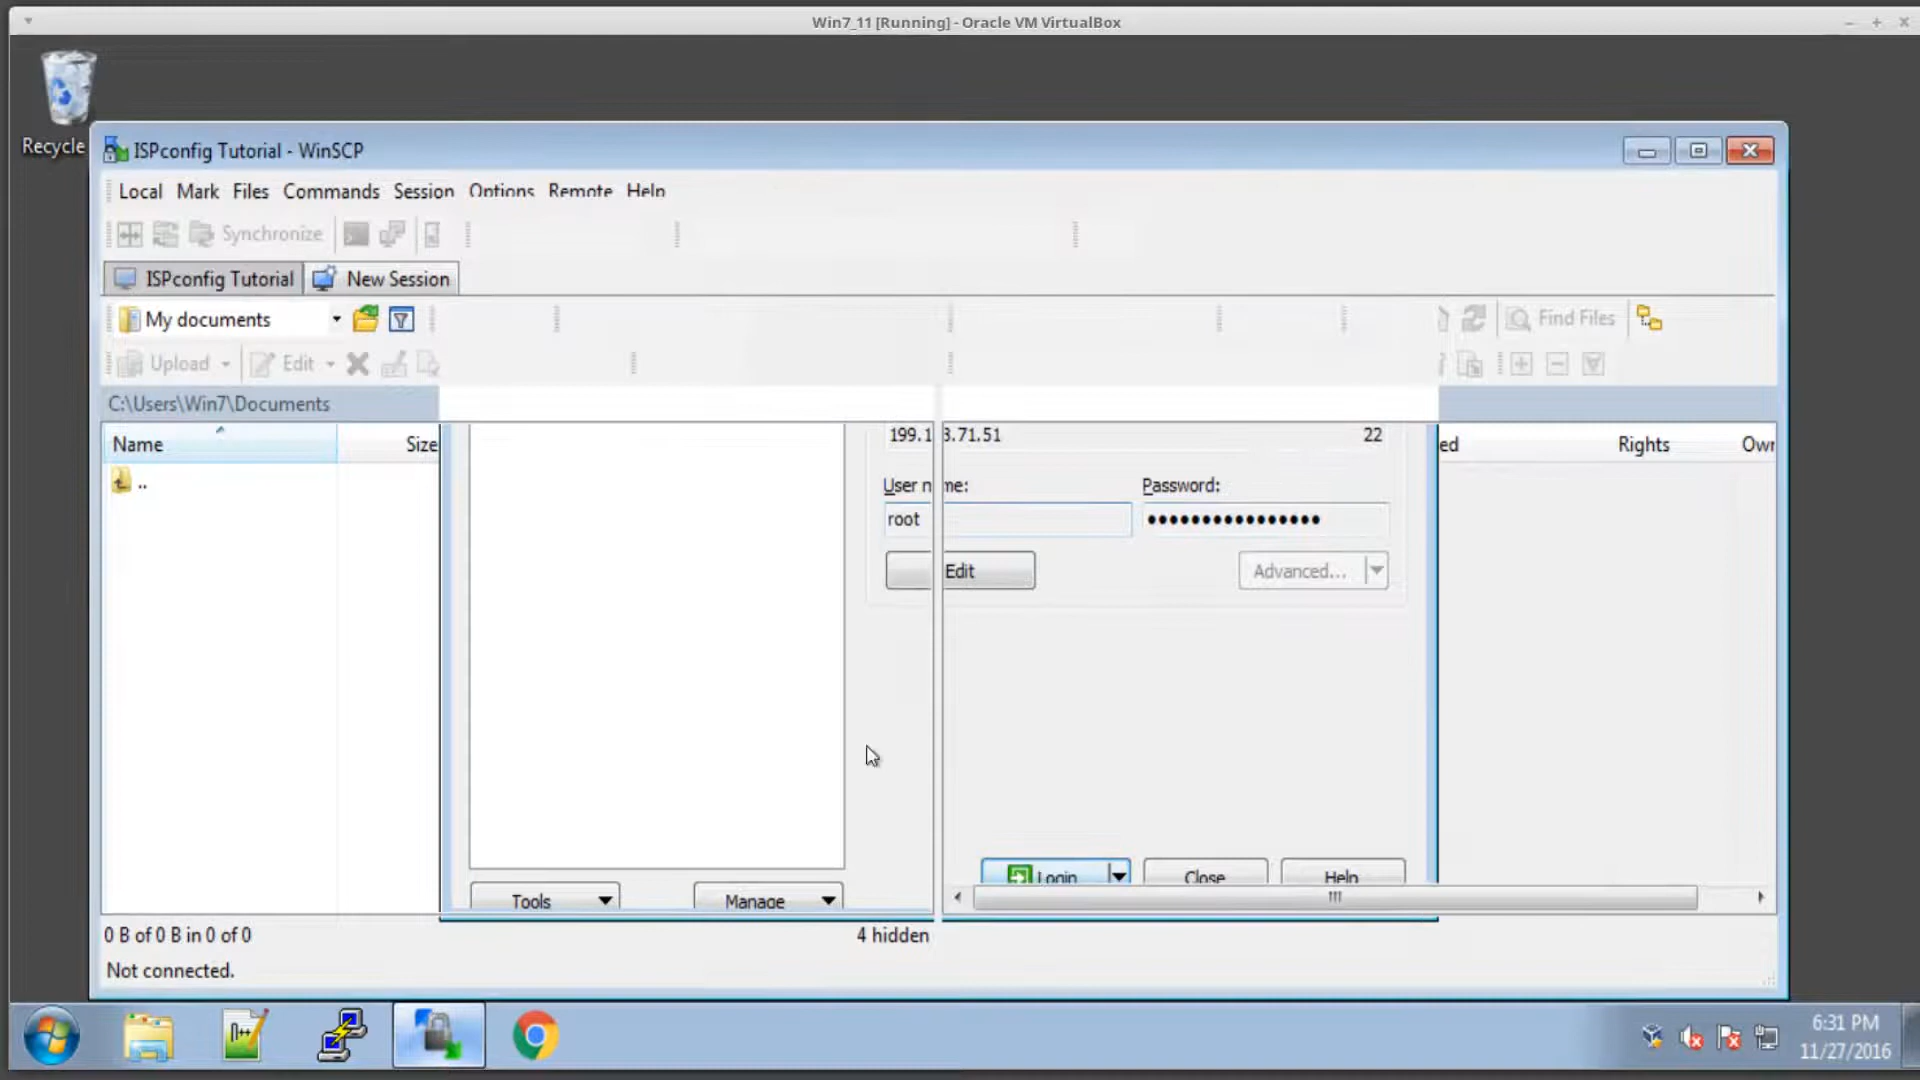 Win7_11 [Running] - Oracle VM VirtualBox
Recycle
ISPconfig Tutorial - WinSCP
Local Mark Files Commands Session Options Remote Help
Synchronize
ISPconfig Tutorial New Session
My documents Find Files
Upload Edit
C:\Users\Win7\Documents
Name Size ed Rights Owr
199.1 3.71.51 22
..
User n me: Password:
root ••••••••••••••••
Edit Advanced...
Login Close Help
Tools Manage
0 B of 0 B in 0 of 0 4 hidden
Not connected.
6:31 PM
11/27/2016